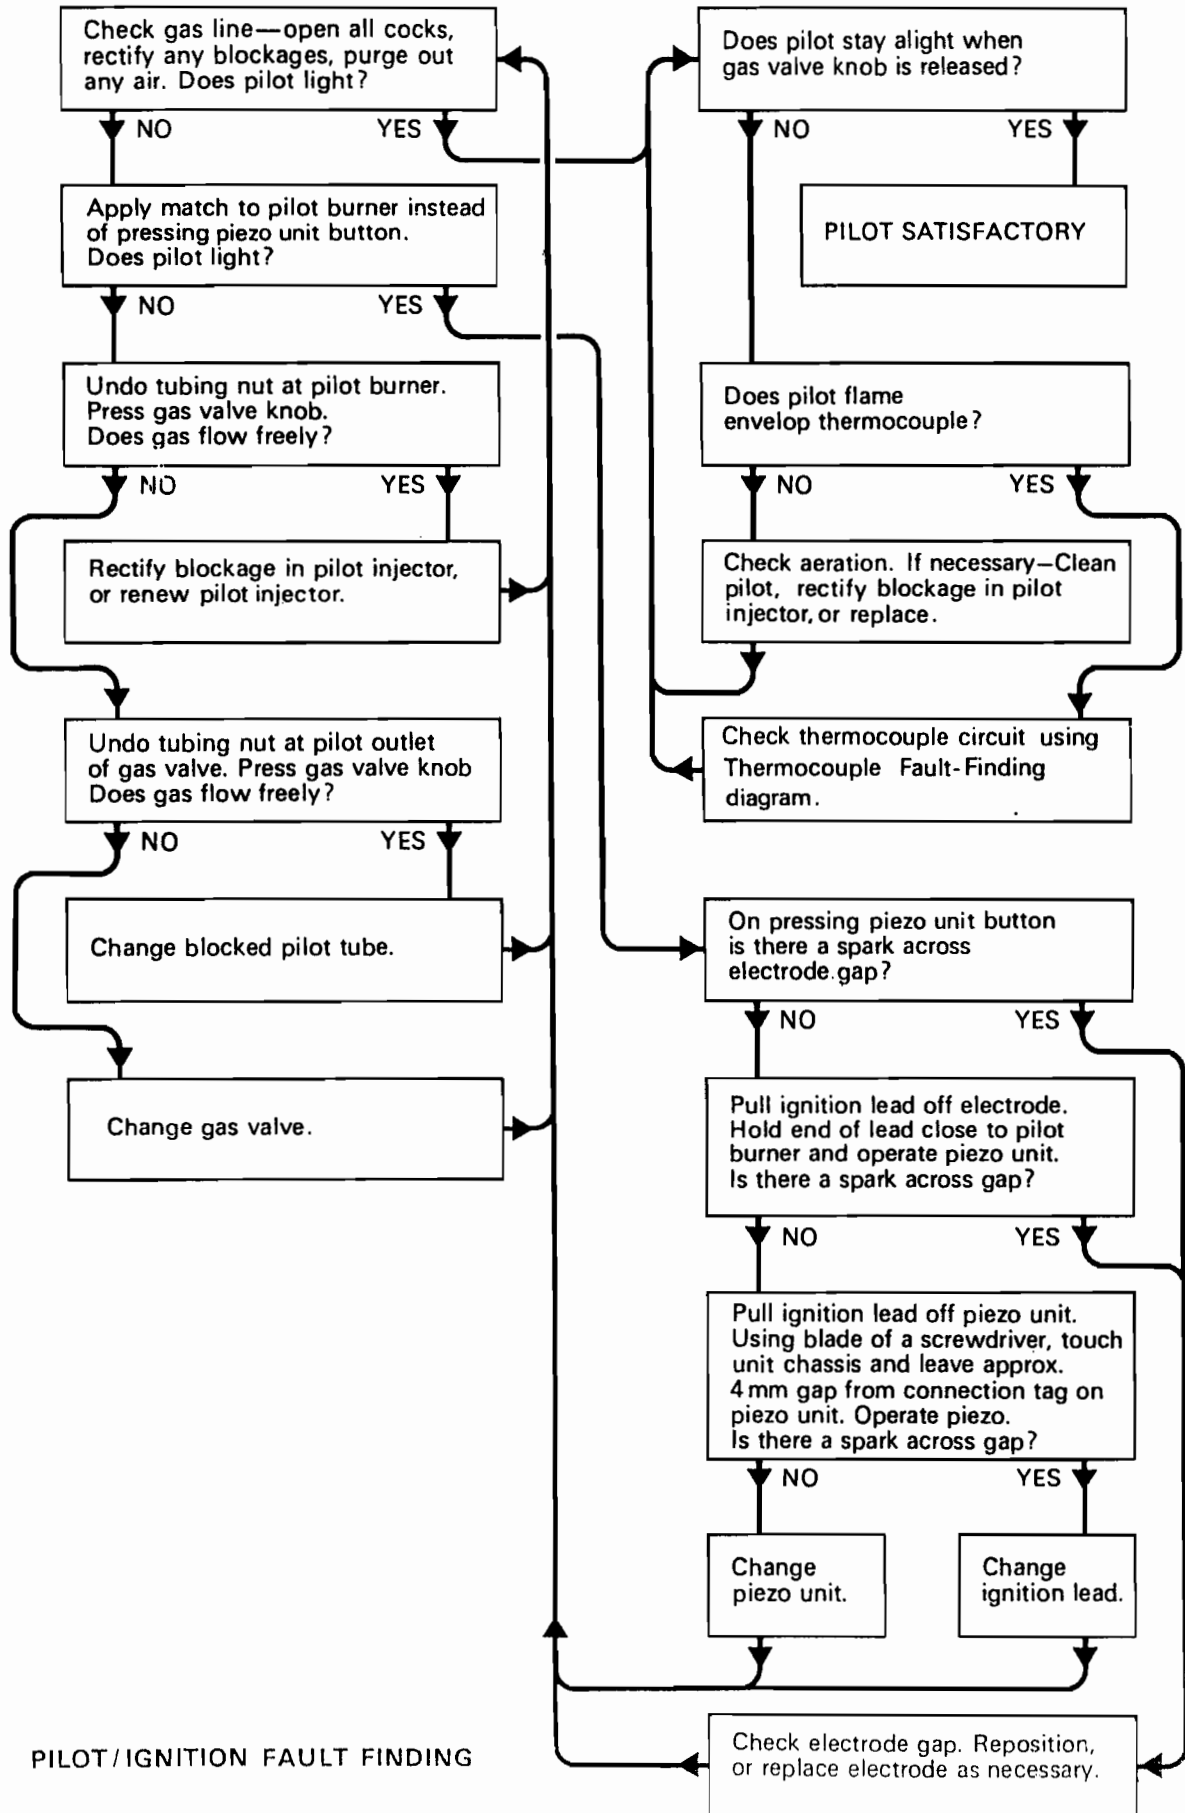 Check gas line—open all cocks,
rectify any blockages, purge out
any air. Does pilot light?
NO YES
Apply match to pilot burner instead
of pressing piezo unit button.
Does pilot light?
NO YES
Undo tubing nut at pilot burner.
Press gas valve knob.
Does gas flow freely?
NO YES
Rectify blockage in pilot injector,
or renew pilot injector.
Undo tubing nut at pilot outlet
of gas valve. Press gas valve knob
Does gas flow freely?
NO YES
Change blocked pilot tube.
Change gas valve.
Does pilot stay alight when
gas valve knob is released?
NO YES
PILOT SATISFACTORY
Does pilot flame
envelop thermocouple?
NO YES
Check aeration. If necessary—Clean
pilot, rectify blockage in pilot
injector, or replace.
Check thermocouple circuit using
Thermocouple Fault-Finding
diagram.
On pressing piezo unit button
is there a spark across
electrode gap?
NO YES
Pull ignition lead off electrode.
Hold end of lead close to pilot
burner and operate piezo unit.
Is there a spark across gap?
NO YES
Pull ignition lead off piezo unit.
Using blade of a screwdriver, touch
unit chassis and leave approx.
4mm gap from connection tag on
piezo unit. Operate piezo.
Is there a spark across gap?
NO YES
Change
piezo unit.
Change
ignition lead.
Check electrode gap. Reposition,
or replace electrode as necessary.
PILOT/IGNITION FAULT FINDING